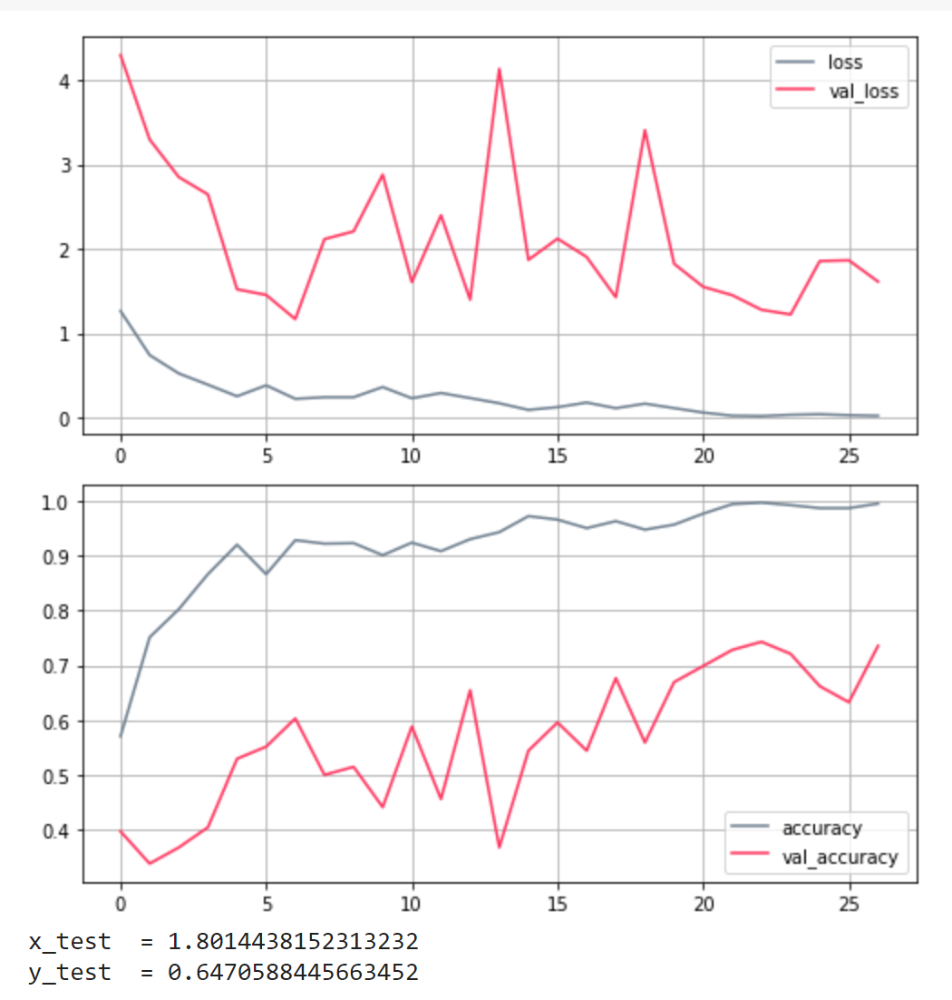 loss
val_loss
4
3
2
1
0
0 5 10 15 20 25
1.0
0.9
0.8
0.7
0.6
0.5
0.4
accuracy
val_accuracy
0 5 10 15 20 25
x_test = 1.8014438152313232
y_test = 0.6470588445663452